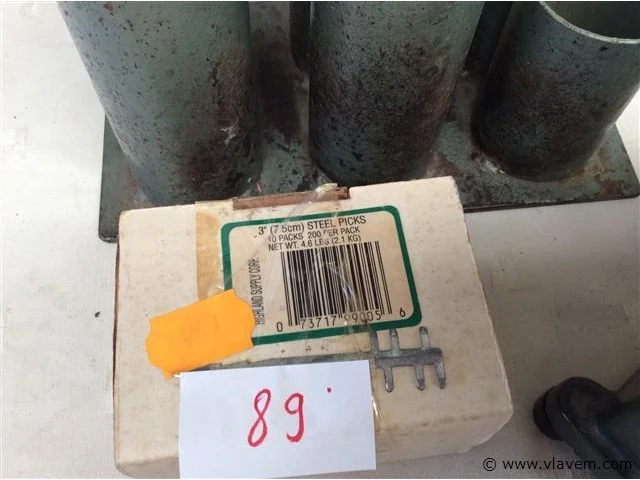 3" (7.5cm) STEEL PICKS
10 PACKS 200 PER PACK
NET WT. 4.6 LBS (2.1 KG)
HIGHLAND SUPPLY CORP.
0 73717 99005 6
89.
© www.vlavem.com